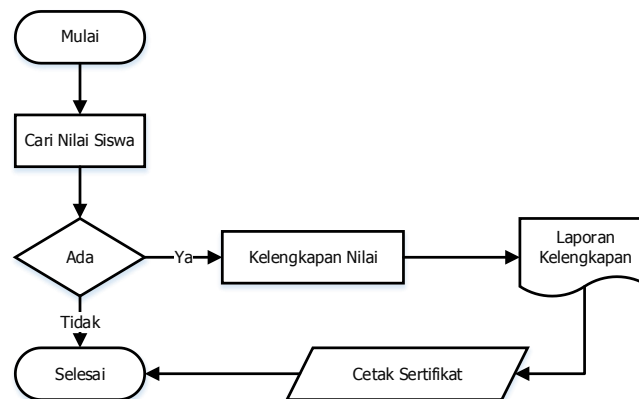 Mulai
Cari Nilai Siswa
Ada
Ya
Kelengkapan Nilai
Laporan
Kelengkapan
Tidak
Selesai
Cetak Sertifikat